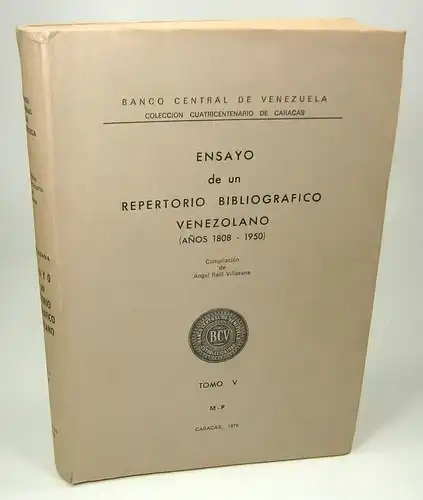 BANCO CENTRAL DE VENEZUELA
COLECCION CUATRICENTENARIO DE CARACAS
ENSAYO
de un
REPERTORIO BIBLIOGRAFICO
VENEZOLANO
(AÑOS 1808 - 1950)
Compilación
de
Angel Raúl Villasana
BCV
TOMO V
M-P
CARACAS, 1976